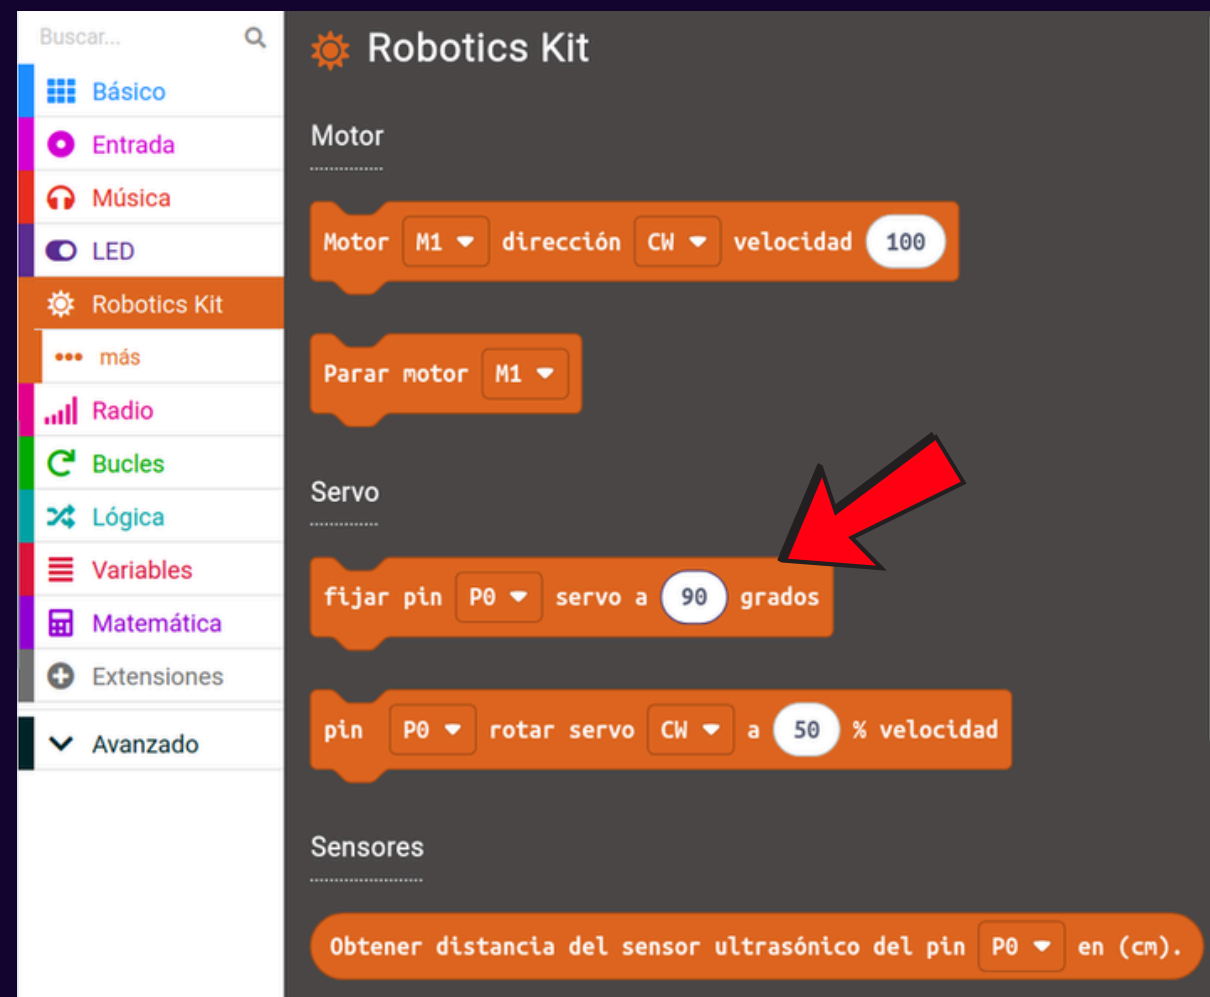 Buscar...
Básico
Entrada
Música
LED
Robotics Kit
más
Radio
Bucles
Lógica
Variables
Matemática
Extensiones
Avanzado
Robotics Kit
Motor
Motor M1 dirección CW velocidad 100
Parar motor M1
Servo
fijar pin P0 servo a 90 grados
pin P0 rotar servo CW a 50 % velocidad
Sensores
Obtener distancia del sensor ultrasónico del pin P0 en (cm).